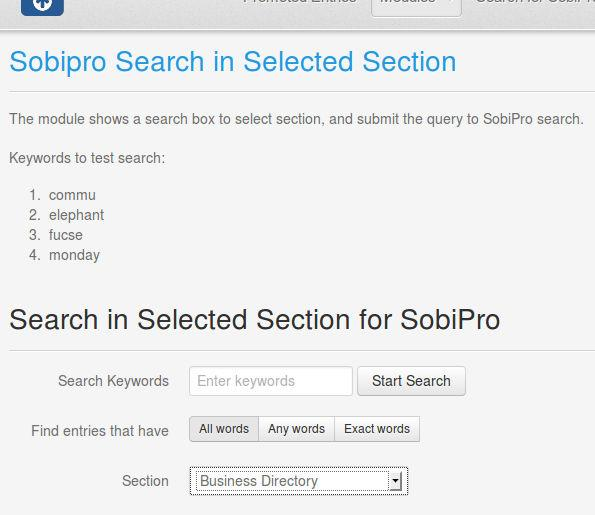 Promoted Entries Modules Search for SobiPro
Sobipro Search in Selected Section
The module shows a search box to select section, and submit the query to SobiPro search.
Keywords to test search:
1. commu
2. elephant
3. fucse
4. monday
Search in Selected Section for SobiPro
Search Keywords Enter keywords Start Search
Find entries that have All words Any words Exact words
Section Business Directory